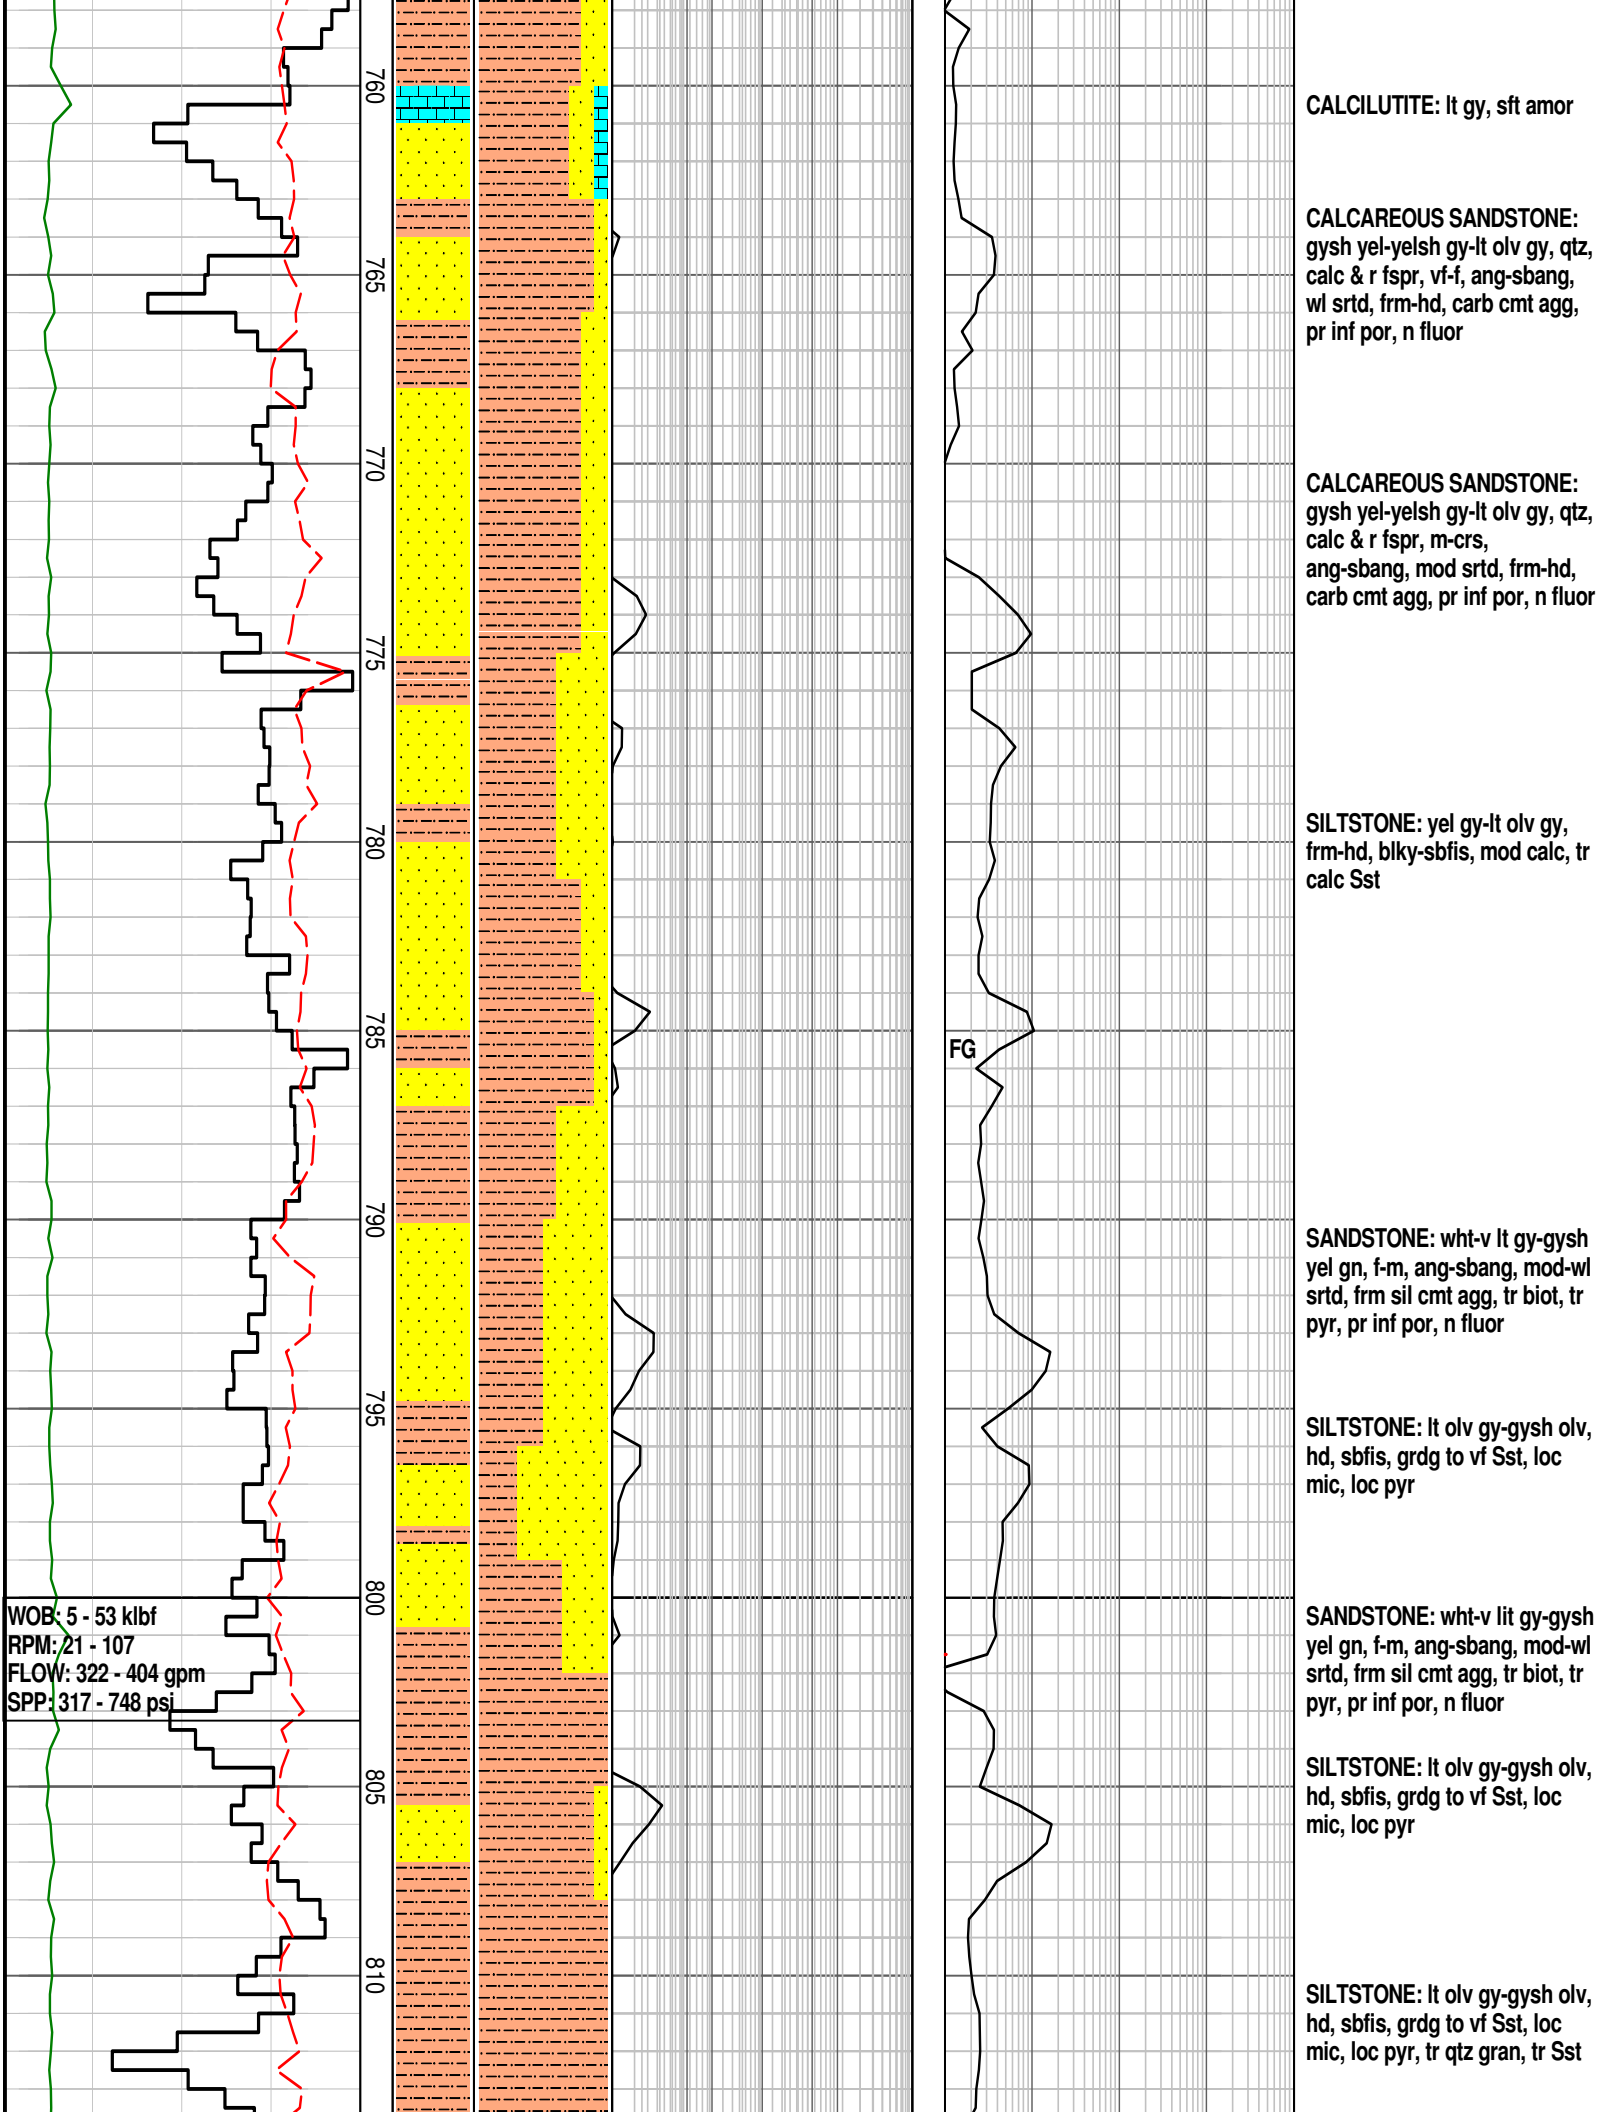 760
CALCILUTITE: lt gy, sft amor
CALCAREOUS SANDSTONE:
gysh yel-yelsh gy-lt olv gy, qtz,
calc & r fspr, vf-f, ang-sbang,
wl srtd, frm-hd, carb cmt agg,
pr inf por, n fluor
765
770
CALCAREOUS SANDSTONE:
gysh yel-yelsh gy-lt olv gy, qtz,
calc & r fspr, m-crs,
ang-sbang, mod srtd, frm-hd,
carb cmt agg, pr inf por, n fluor
775
780
SILTSTONE: yel gy-lt olv gy,
frm-hd, blky-sbfis, mod calc, tr
calc Sst
785
FG
790
SANDSTONE: wht-v lt gy-gysh
yel gn, f-m, ang-sbang, mod-wl
srtd, frm sil cmt agg, tr biot, tr
pyr, pr inf por, n fluor
795
SILTSTONE: lt olv gy-gysh olv,
hd, sbfis, grdg to vf Sst, loc
mic, loc pyr
800
WOB: 5 - 53 klbf
RPM: 21 - 107
FLOW: 322 - 404 gpm
SPP: 317 - 748 psi
SANDSTONE: wht-v lit gy-gysh
yel gn, f-m, ang-sbang, mod-wl
srtd, frm sil cmt agg, tr biot, tr
pyr, pr inf por, n fluor
805
SILTSTONE: lt olv gy-gysh olv,
hd, sbfis, grdg to vf Sst, loc
mic, loc pyr
810
SILTSTONE: lt olv gy-gysh olv,
hd, sbfis, grdg to vf Sst, loc
mic, loc pyr, tr qtz gran, tr Sst